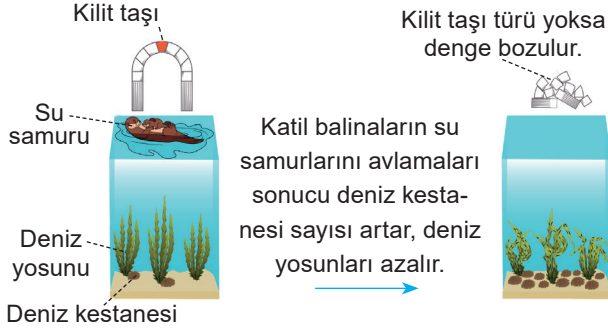 Kilit taşı
Su
samuru
Deniz
yosunu
Deniz kestanesi
Katil balinaların su
samurlarını avlamaları
sonucu deniz kesta-
nesi sayısı artar, deniz
yosunları azalır.
Kilit taşı türü yoksa
denge bozulur.